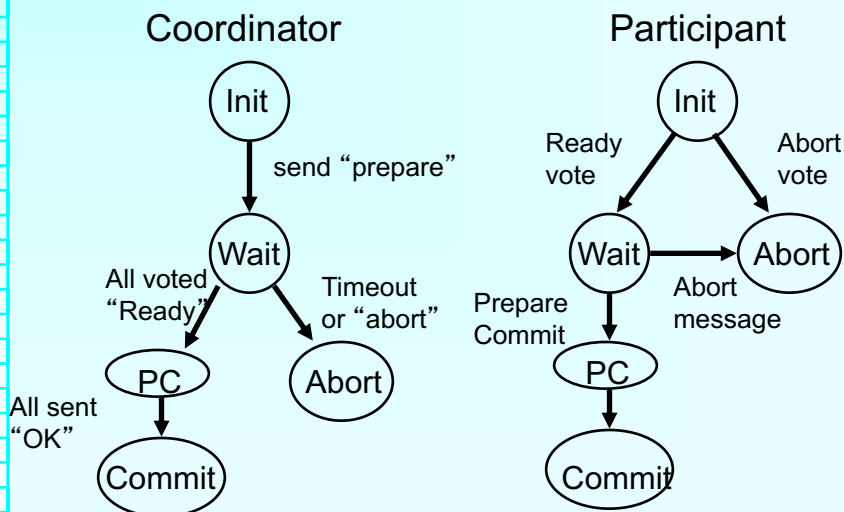 Coordinator
Init
send “prepare”
Wait
All voted
“Ready”
Timeout
or “abort”
PC
Abort
All sent
“OK”
Commit
Participant
Init
Ready
vote
Abort
vote
Wait
Abort
Prepare
Commit
Abort
message
PC
Commit